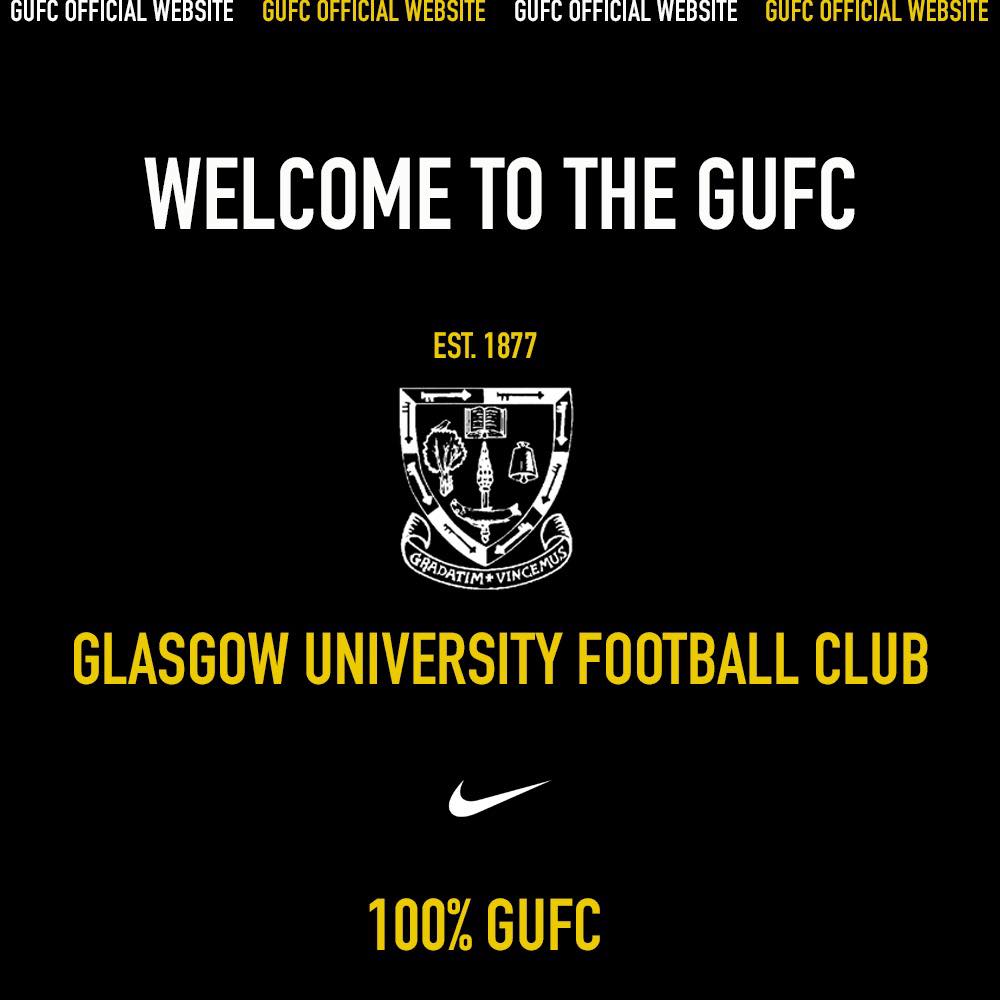 GUFC OFFICIAL WEBSITE GUFC OFFICIAL WEBSITE GUFC OFFICIAL WEBSITE GUFC OFFICIAL WEBSITE
WELCOME TO THE GUFC
EST. 1877
GRADATIM * VINCEMUS
GLASGOW UNIVERSITY FOOTBALL CLUB
100% GUFC